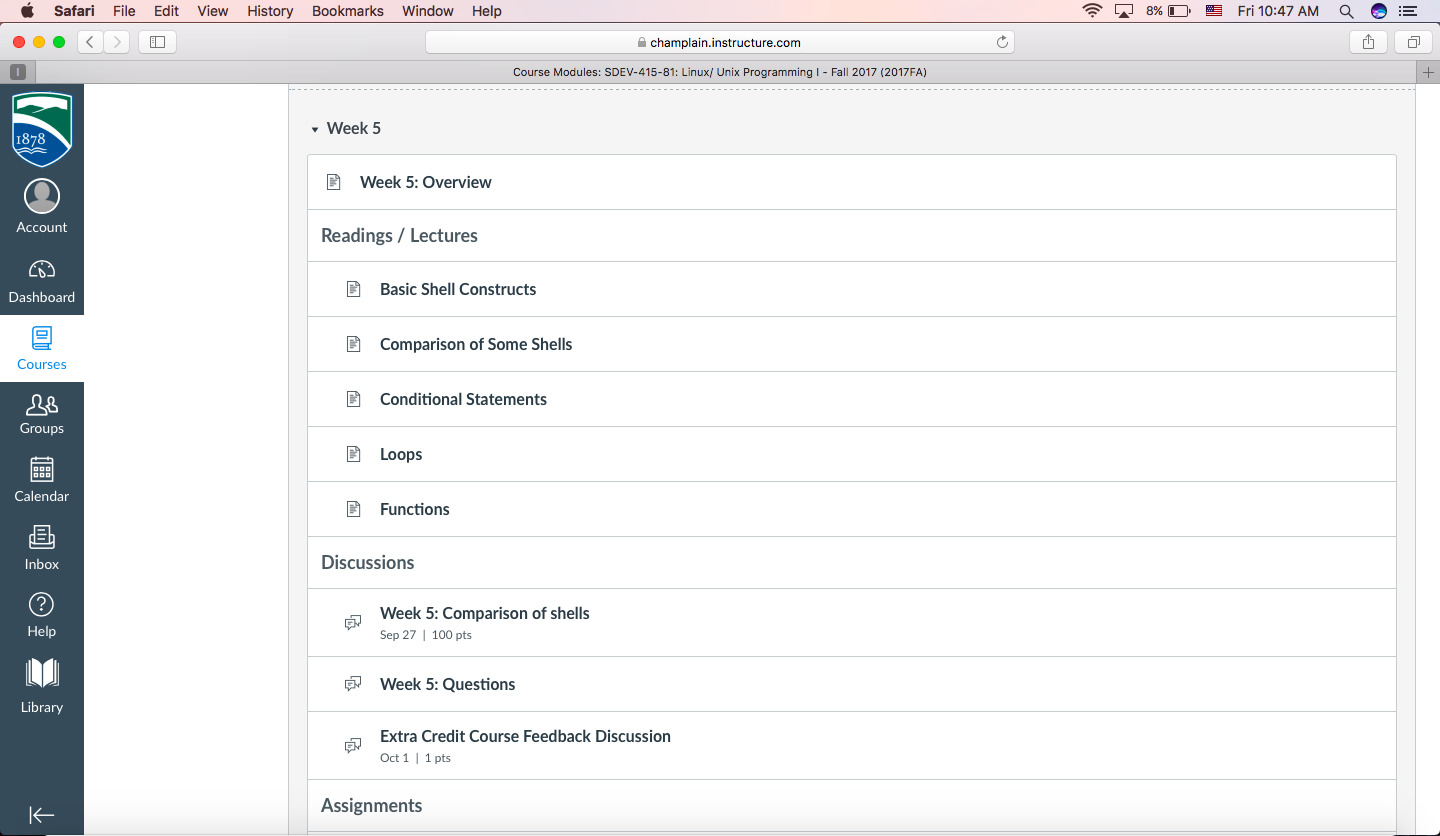 Safari File Edit View History Bookmarks Window Help 8% Fri 10:47 AM
champlain.instructure.com
I
Course Modules: SDEV-415-81: Linux/ Unix Programming I - Fall 2017 (2017FA)
1878
Account
Dashboard
Courses
Groups
Calendar
Inbox
Help
Library
Week 5
Week 5: Overview
Readings / Lectures
Basic Shell Constructs
Comparison of Some Shells
Conditional Statements
Loops
Functions
Discussions
Week 5: Comparison of shells
Sep 27 | 100 pts
Week 5: Questions
Extra Credit Course Feedback Discussion
Oct 1 | 1 pts
Assignments